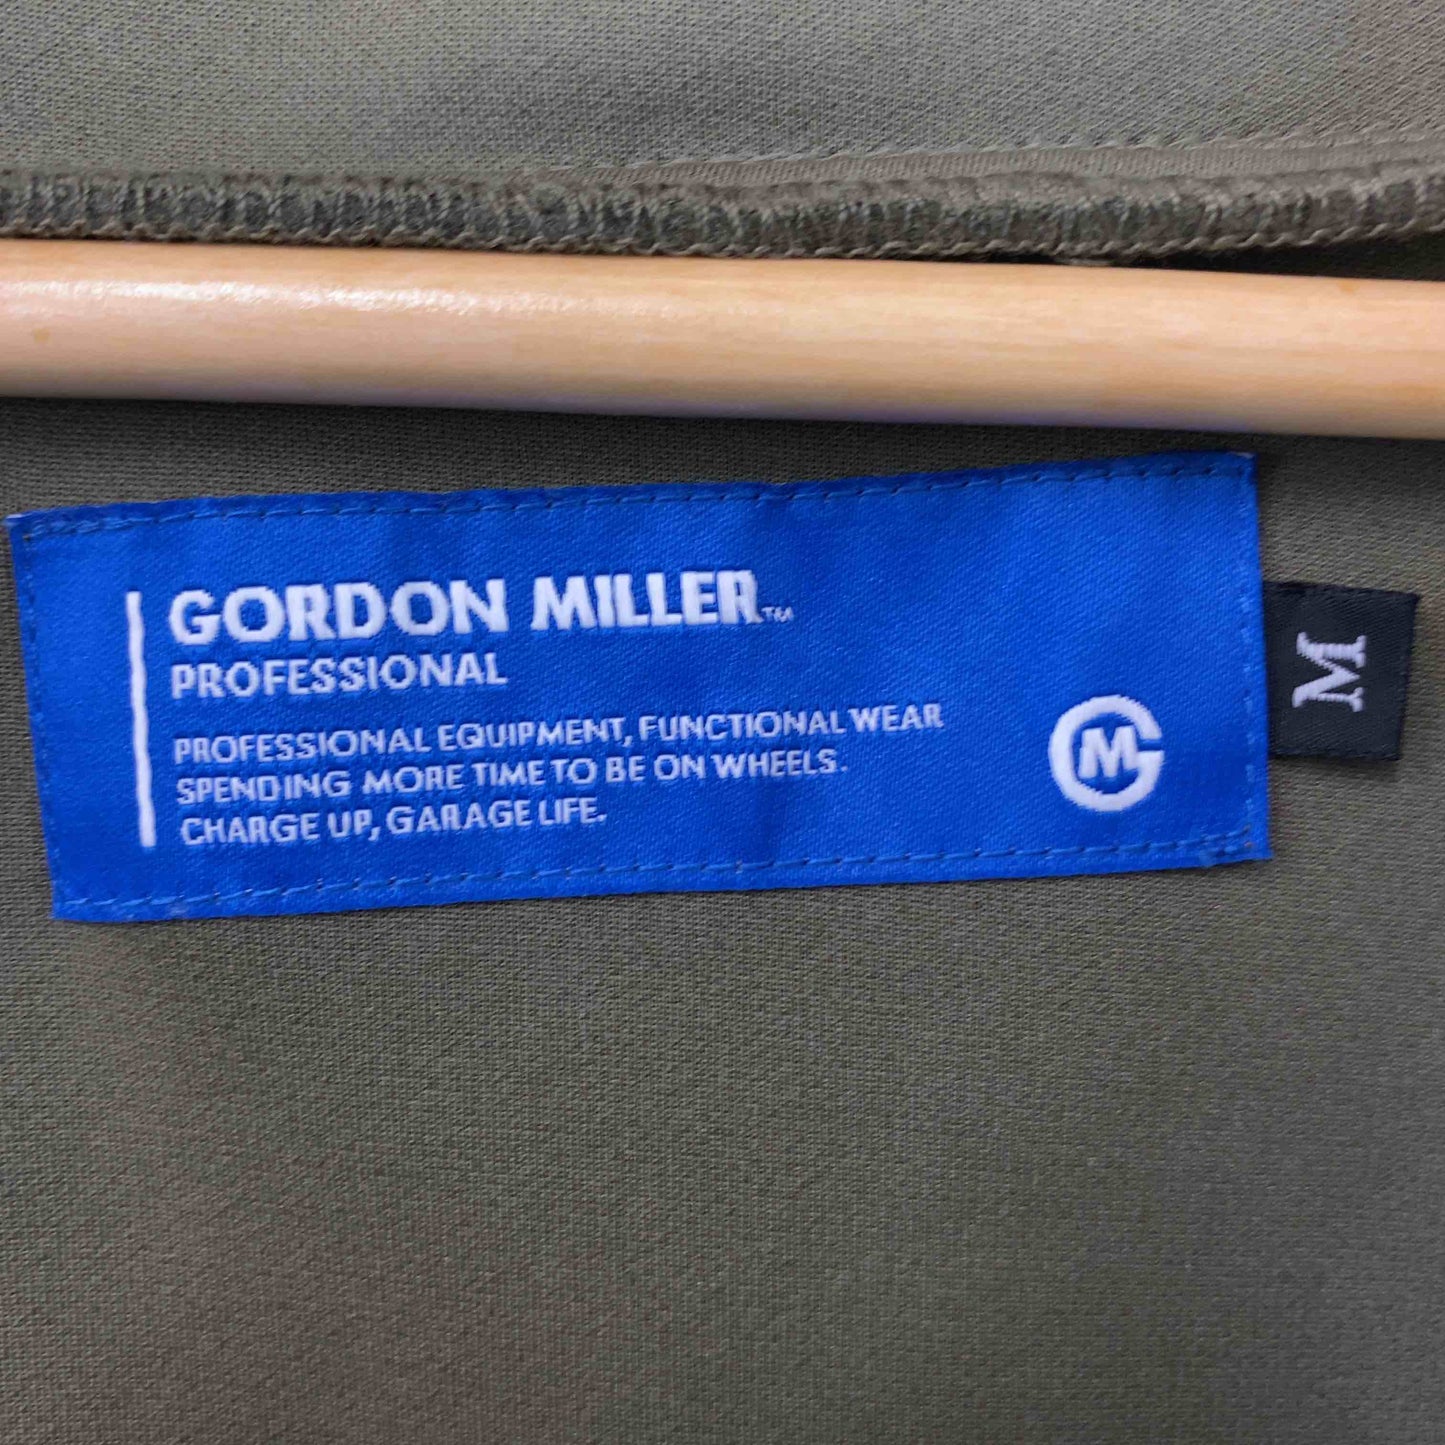 GORDON MILLER™
PROFESSIONAL
PROFESSIONAL EQUIPMENT, FUNCTIONAL WEAR
SPENDING MORE TIME TO BE ON WHEELS.
CHARGE UP, GARAGE LIFE.
GM
M